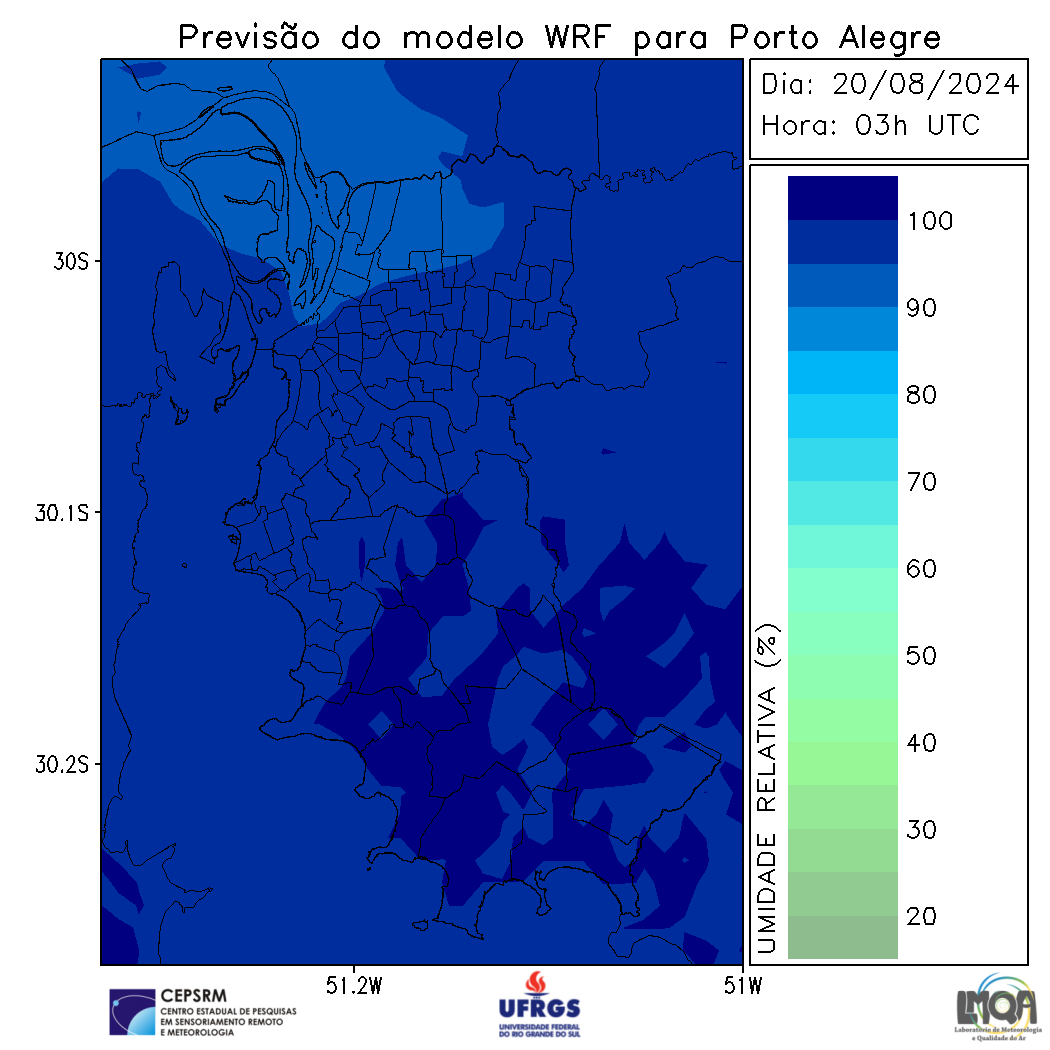 Previsão do modelo WRF para Porto Alegre
Dia: 20/08/2024
Hora: 03h UTC
100
90
80
70
60
50
40
30
20
UMIDADE RELATIVA (%)
30S
30.1S
30.2S
51.2W
51W
CEPSRM
CENTRO ESTADUAL DE PESQUISAS
EM SENSORIAMENTO REMOTO
E METEOROLOGIA
UFRGS
UNIVERSIDADE FEDERAL
DO RIO GRANDE DO SUL
LMQA
Laboratório de Meteorologia
e Qualidade do Ar